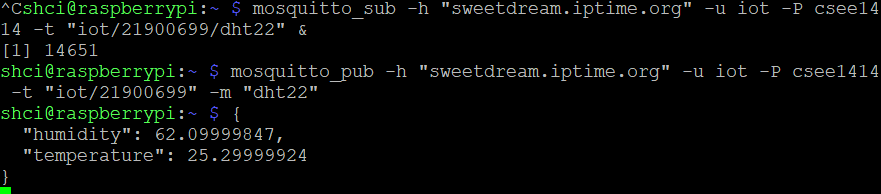 ^Cshci@raspberrypi:~ $ mosquitto_sub -h "sweetdream.iptime.org" -u iot -P csee14
14 -t "iot/21900699/dht22" &
[1] 14651
shci@raspberrypi:~ $ mosquitto_pub -h "sweetdream.iptime.org" -u iot -P csee1414
 -t "iot/21900699" -m "dht22"
shci@raspberrypi:~ $ {
  "humidity": 62.09999847,
  "temperature": 25.29999924
}